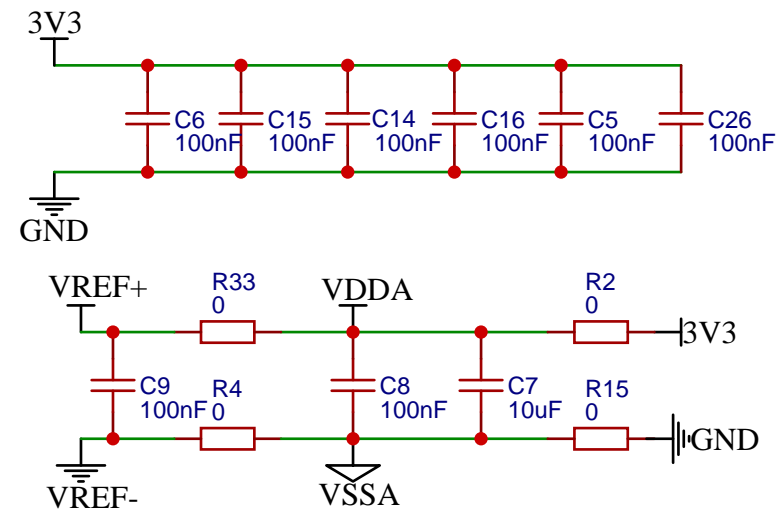 3V3
C6 C15 C14 C16 C5 C26
100nF 100nF 100nF 100nF 100nF 100nF
GND
VREF+ R33 VDDA R2
0 0
3V3
C9 R4 C8 C7 R15
100nF 0 100nF 10uF 0
GND
VREF- VSSA